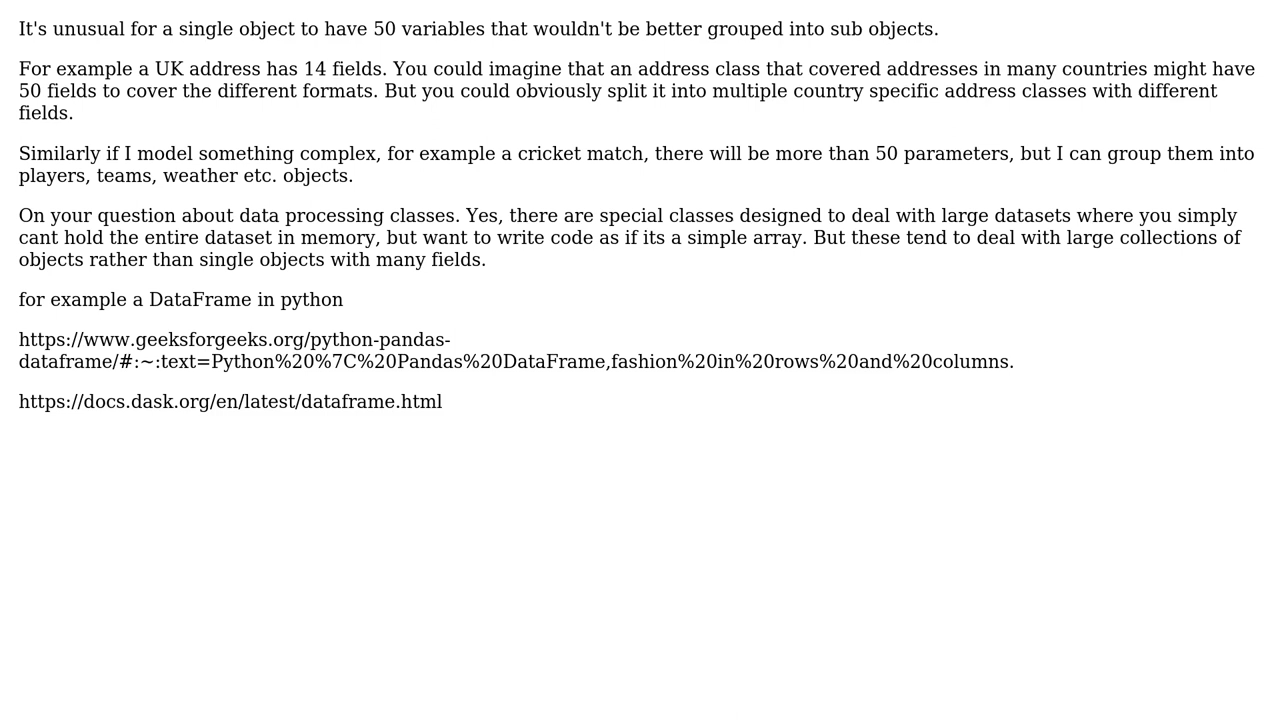 It's unusual for a single object to have 50 variables that wouldn't be better grouped into sub objects.
For example a UK address has 14 fields. You could imagine that an address class that covered addresses in many countries might have
50 fields to cover the different formats. But you could obviously split it into multiple country specific address classes with different
fields.
Similarly if I model something complex, for example a cricket match, there will be more than 50 parameters, but I can group them into
players, teams, weather etc. objects.
On your question about data processing classes. Yes, there are special classes designed to deal with large datasets where you simply
cant hold the entire dataset in memory, but want to write code as if its a simple array. But these tend to deal with large collections of
objects rather than single objects with many fields.
for example a DataFrame in python
https://www.geeksforgeeks.org/python-pandas-
dataframe/#:~:text=Python%20%7C%20Pandas%20DataFrame,fashion%20in%20rows%20and%20columns.
https://docs.dask.org/en/latest/dataframe.html